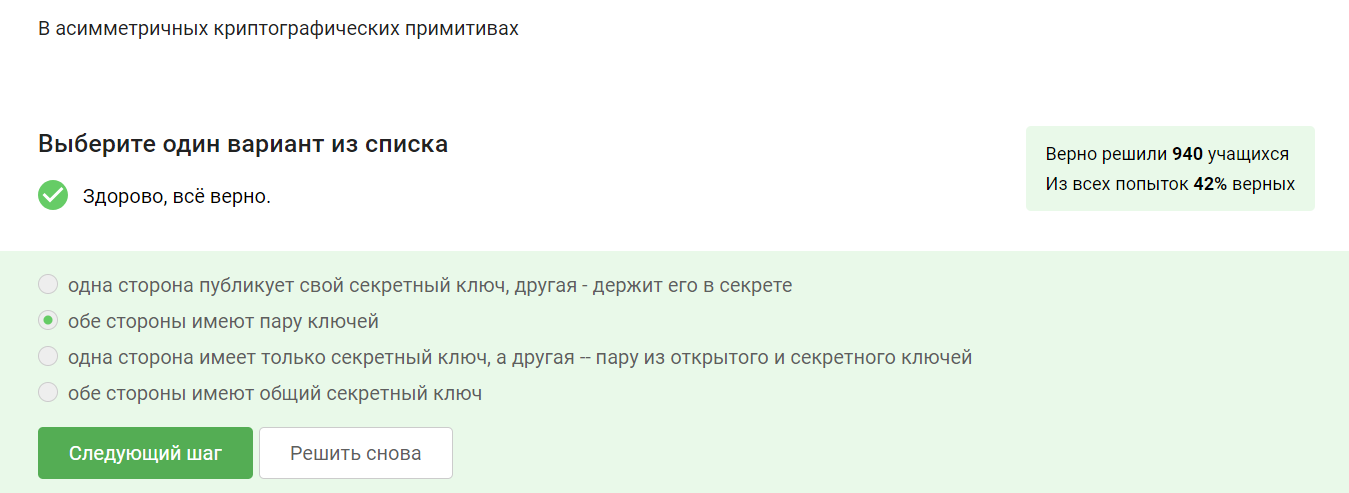 В асимметричных криптографических примитивах
Выберите один вариант из списка
Здорово, всё верно.
Верно решили 940 учащихся
Из всех попыток 42% верных
одна сторона публикует свой секретный ключ, другая - держит его в секрете
обе стороны имеют пару ключей
одна сторона имеет только секретный ключ, а другая -- пару из открытого и секретного ключей
обе стороны имеют общий секретный ключ
Следующий шаг
Решить снова